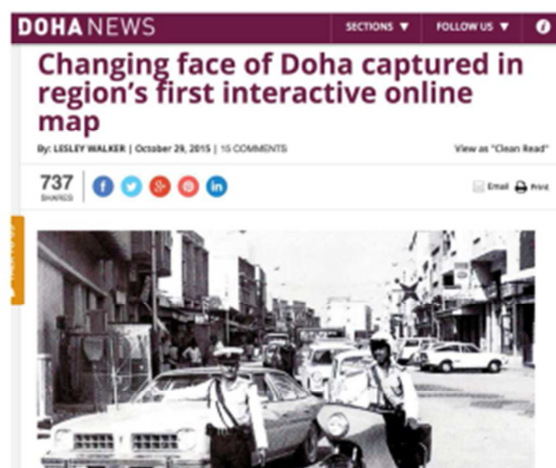 DOHA NEWS
SECTIONS ▼ FOLLOW US ▼
Changing face of Doha captured in
region's first interactive online
map
By: LESLEY WALKER | October 29, 2015 | 15 COMMENTS View as "Clean Read"
737
SHARES
Email Print